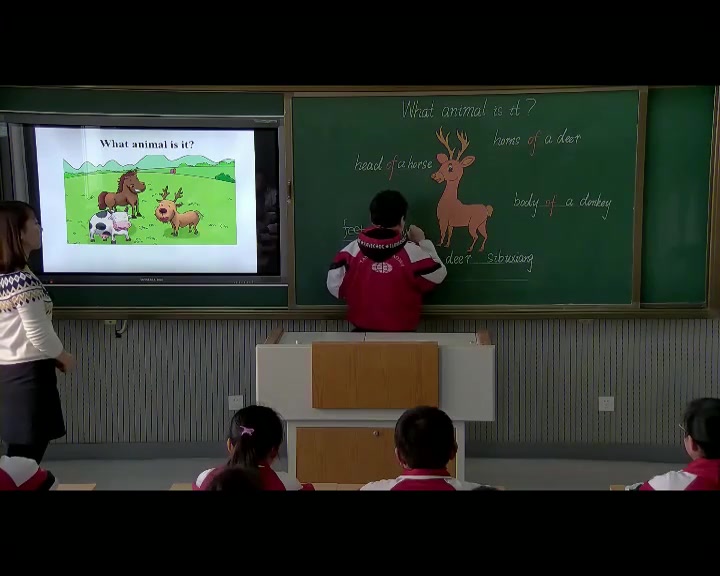 What animal is it?
What animal is it?
horns of a deer
head of a horse
body of a donkey
feet
deer sibuxiang